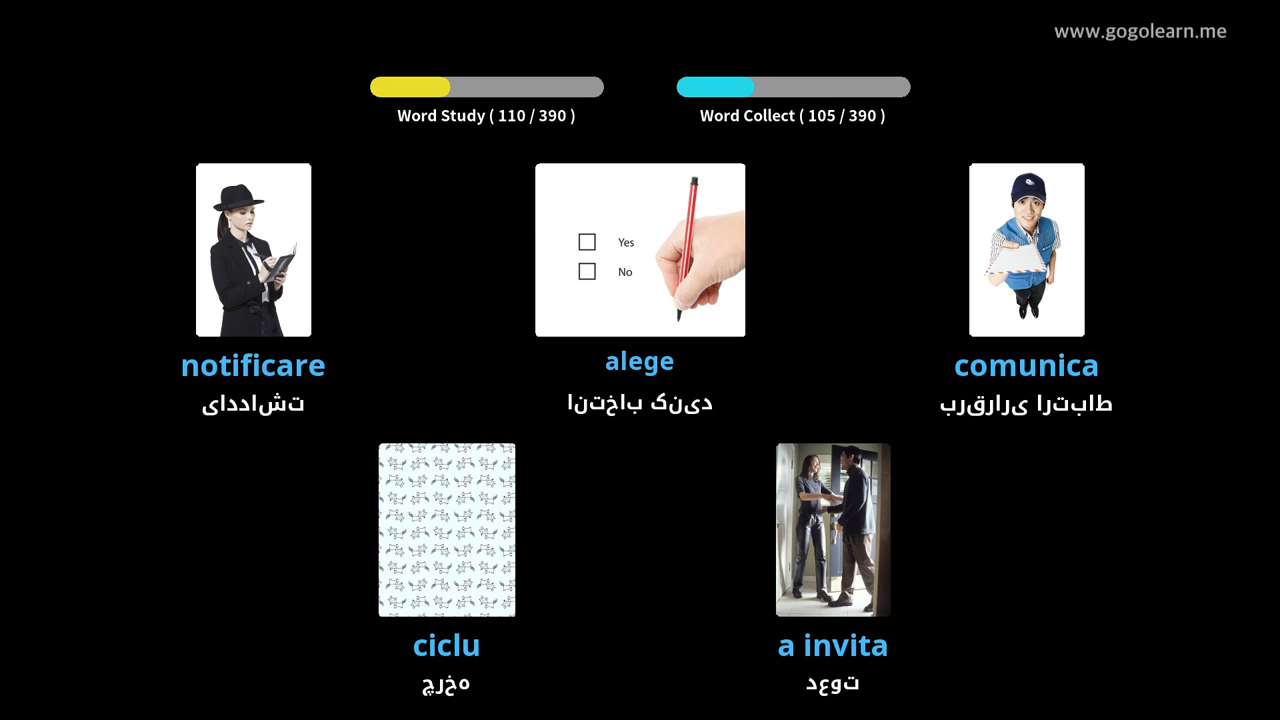 www.gogolearn.me
Word Study ( 110 / 390 )
Word Collect ( 105 / 390 )
Yes
No
notificare
alege
comunica
تشاددای
دینک باختنا
طابترا یرارقرب
ciclu
a invita
هخرچ
توعد